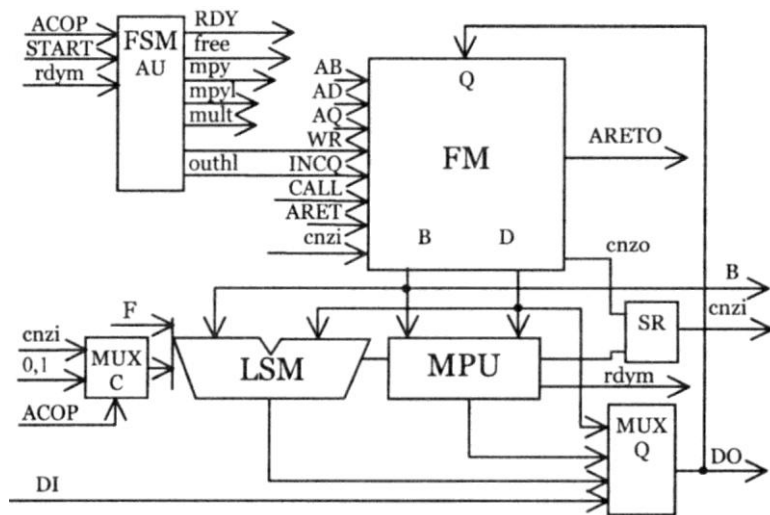 ACOP
START
rdym
FSM
AU
RDY
free
mpy
mpyl
mult
outhl
AB
AD
AQ
WR
INCQ
CALL
ARET
cnzi
Q
FM
B D
ARETO
cnzo
B
cnzi
SR
F
cnzi
0,1
ACOP
MUX
C
LSM
MPU
rdym
MUX
Q
DO
DI